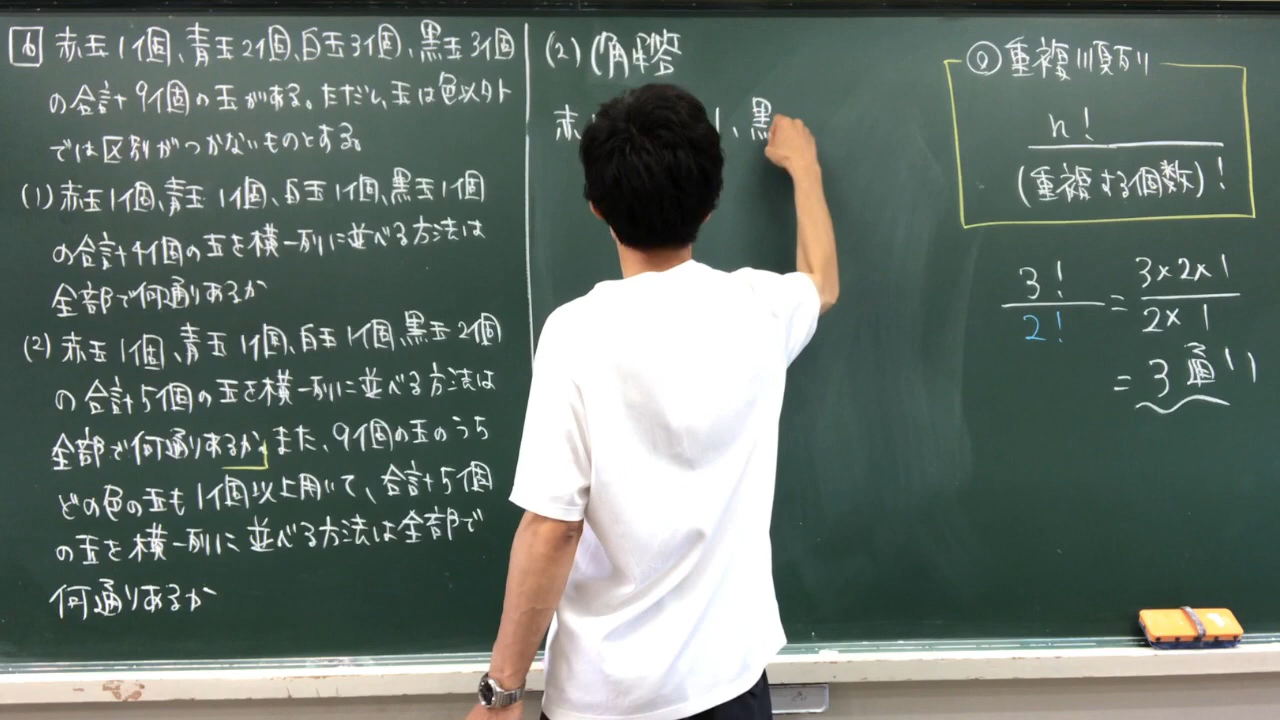 6 赤玉1個、青玉2個、白玉3個、黒玉3個
の合計9個の玉がある。ただし、玉は色以外
では区別がつかないものとする。
(1) 赤玉1個、青玉1個、白玉1個、黒玉1個
の合計4個の玉を横一列に並べる方法は
全部で何通りあるか
(2) 赤玉1個、青玉1個、白玉1個、黒玉2個
の合計5個の玉を横一列に並べる方法は
全部で何通りあるか。また、9個の玉のうち
どの色の玉も1個以上用いて、合計5個
の玉を横一列に並べる方法は全部で
何通りあるか
(2) (解答
赤 1、黒
◎重複順列
n!
(重複する個数)!
3! / 2! = 3×2×1 / 2×1
= 3通り